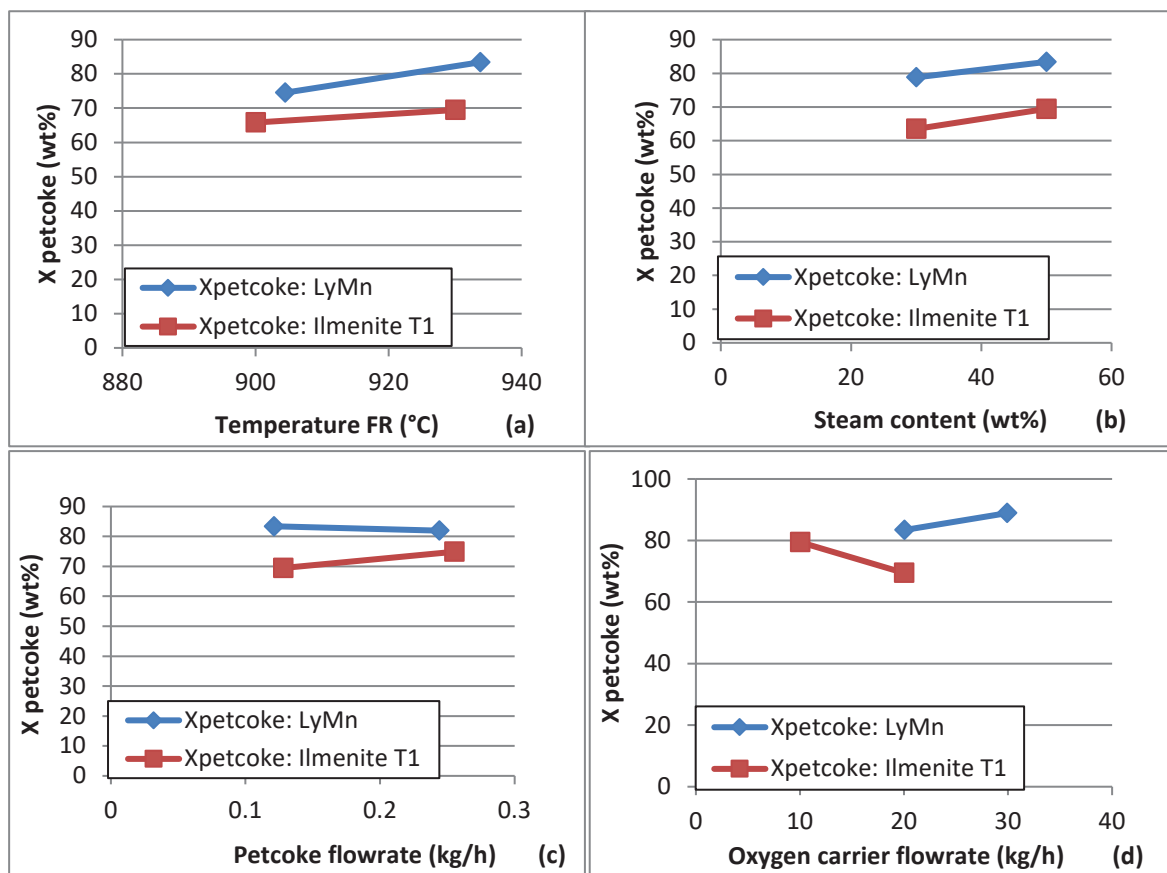 90
80
70
60
50
40
30
20
10
0
X petcoke (wt%)
Xpetcoke: LyMn
Xpetcoke: Ilmenite T1
880 900 920 940
Temperature FR (°C) (a)
90
80
70
60
50
40
30
20
10
0
X petcoke (wt%)
Xpetcoke: LyMn
Xpetcoke: Ilmenite T1
0 20 40 60
Steam content (wt%) (b)
90
80
70
60
50
40
30
20
10
0
X petcoke (wt%)
Xpetcoke: LyMn
Xpetcoke: Ilmenite T1
0 0.1 0.2 0.3
Petcoke flowrate (kg/h) (c)
100
80
60
40
20
0
X petcoke (wt%)
Xpetcoke: LyMn
Xpetcoke: Ilmenite T1
0 10 20 30 40
Oxygen carrier flowrate (kg/h) (d)